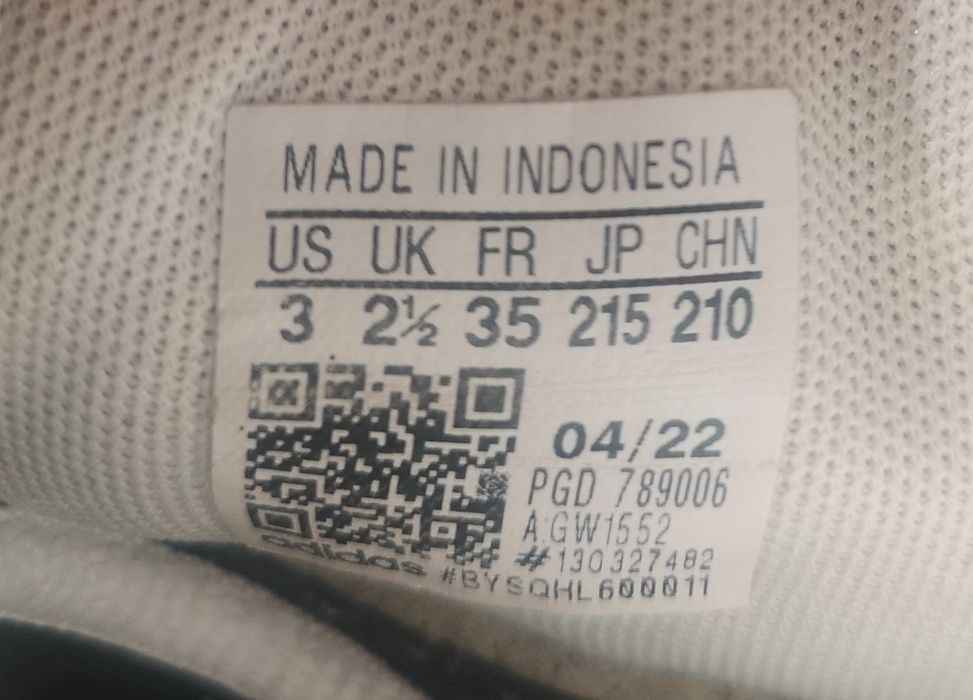 MADE IN INDONESIA
US UK FR JP CHN
3 2½ 35 215 210
04/22
PGD 789006
A:GW1552
#130327482
adidas #BYSQHL600011